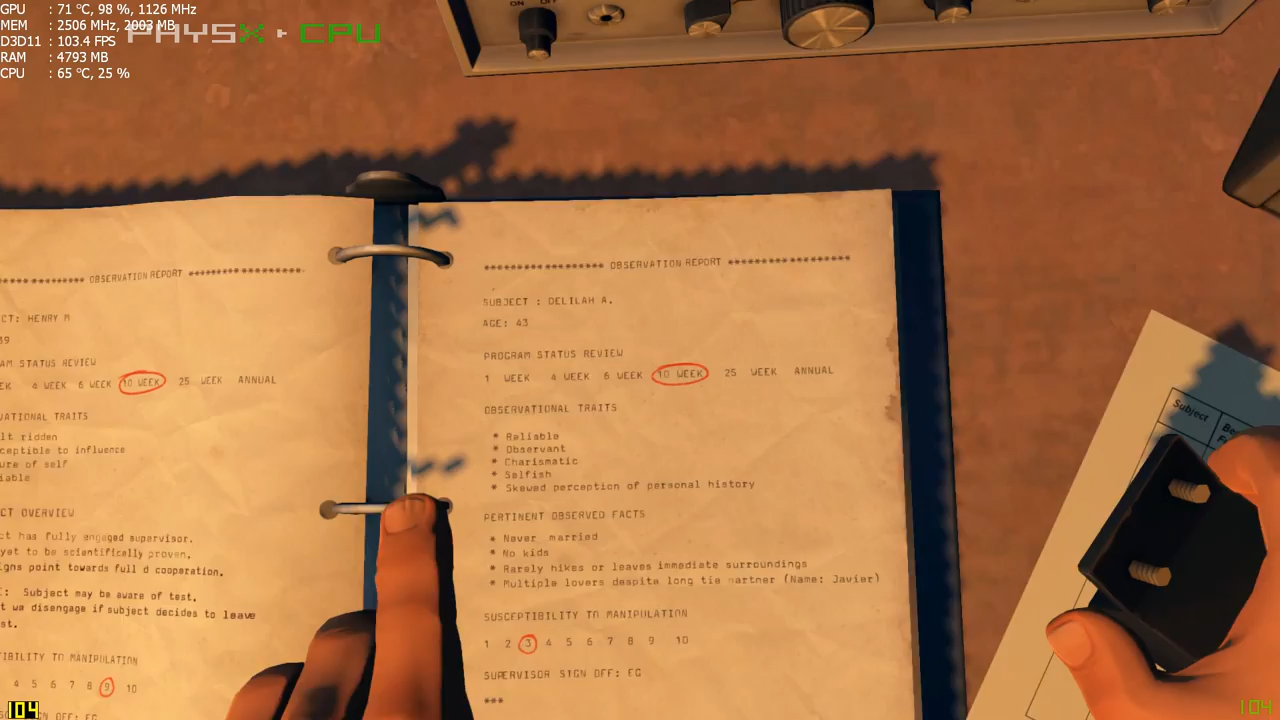 GPU : 71 °C, 98 %, 1126 MHz
MEM : 2506 MHz, 2003 MB
D3D11 : 103.4 FPS
RAM : 4793 MB
CPU : 65 °C, 25 %
PHYSX CPU
ON OFF
******************* OBSERVATION REPORT *******************
CT: HENRY M
39
AM STATUS REVIEW
EK 4 WEEK 6 WEEK 10 WEEK 25 WEEK ANNUAL
VATIONAL TRAITS
lt ridden
ceptible to influence
ure of self
iable
CT OVERVIEW
ct has fully engaged supervisor.
yet to be scientifically proven.
igns point towards full d cooperation.
: Subject may be aware of test.
t we disengage if subject decides to leave
st.
TIBILITY TO MANIPULATION
4 5 6 7 8 9 10
GN OFF: EG
******************* OBSERVATION REPORT *******************
SUBJECT : DELILAH A.
AGE: 43
PROGRAM STATUS REVIEW
1 WEEK 4 WEEK 6 WEEK 10 WEEK 25 WEEK ANNUAL
OBSERVATIONAL TRAITS
* Reliable
* Observant
* Charismatic
* Selfish
* Skewed perception of personal history
PERTINENT OBSERVED FACTS
* Never married
* No kids
* Rarely hikes or leaves immediate surroundings
* Multiple lovers despite long tie partner (Name: Javier)
SUSCEPTIBILITY TO MANIPULATION
1 2 3 4 5 6 7 8 9 10
SUPERVISOR SIGN OFF: EG
***
Subject
104
104